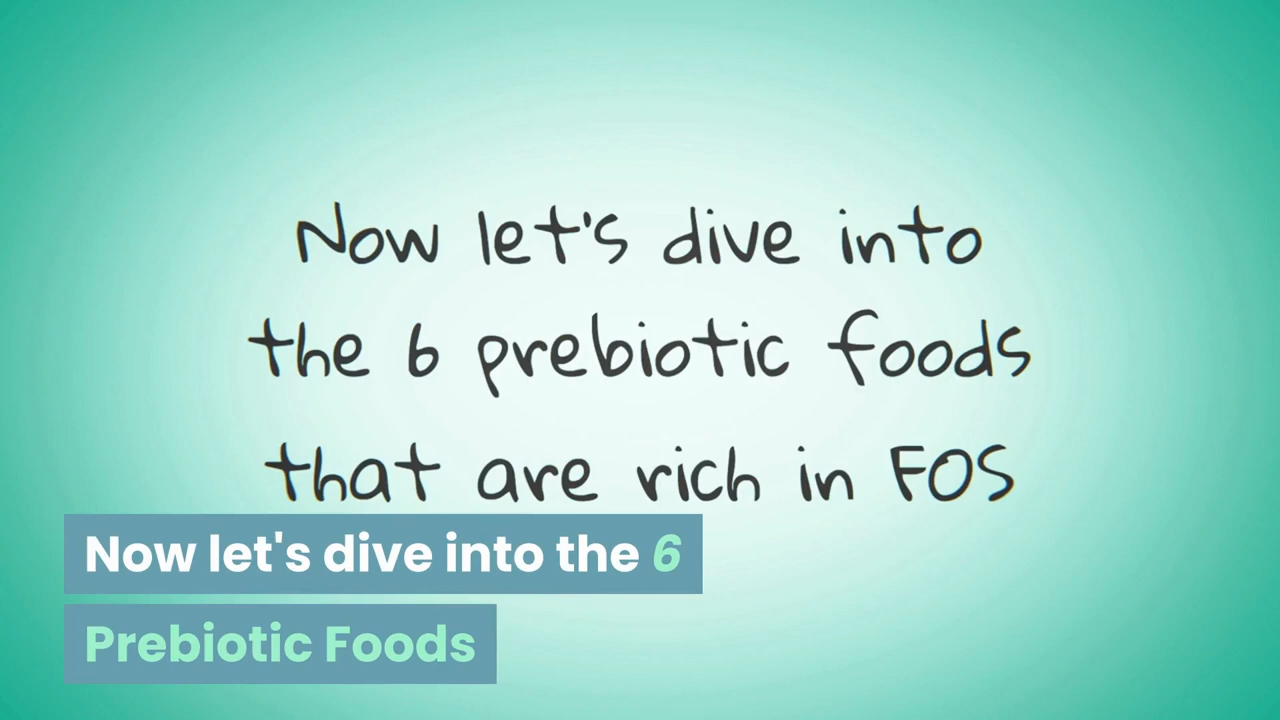 Now let's dive into
the 6 prebiotic foods
that are rich in FOS
Now let's dive into the 6
Prebiotic Foods